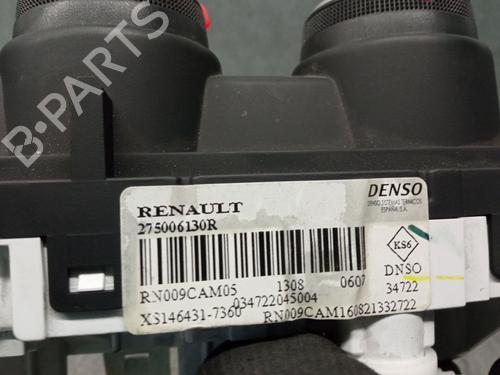 B-PARTS
RENAULT
275006130R
DENSO
DENSO SISTEMAS TERMICOS
ESPAÑA, S.A.
KS6
DNSO
34722
RN009CAM05 1308 0607
034722045004
XS146431-7360 RN009CAM160821332722